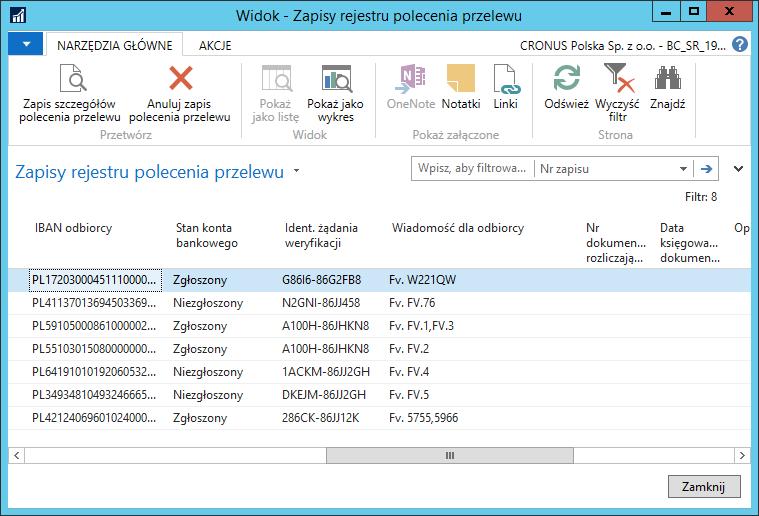 Widok - Zapisy rejestru polecenia przelewu
NARZĘDZIA GŁÓWNE AKCJE CRONUS Polska Sp. z o.o. - BC_SR_19... ?
Zapis szczegółów polecenia przelewu
Anuluj zapis polecenia przelewu
Przetwórz
Pokaż jako listę
Pokaż jako wykres
Widok
OneNote
Notatki
Linki
Pokaż załączone
Odśwież
Wyczyść filtr
Znajdź
Strona
Zapisy rejestru polecenia przelewu
Wpisz, aby filtrowa... Nr zapisu
Filtr: 8
IBAN odbiorcy
Stan konta bankowego
Ident. żądania weryfikacji
Wiadomość dla odbiorcy
Nr dokumen... rozliczają...
Data księgowa... dokumen...
Op
PL17203000451110000... Zgłoszony G86I6-86G2FB8 Fv. W221QW
PL41137013694503369... Niezgłoszony N2GNI-86JJ458 Fv. FV.76
PL59105000861000002... Zgłoszony A100H-86JHKN8 Fv. FV.1,FV.3
PL55103015080000000... Zgłoszony A100H-86JHKN8 Fv. FV.2
PL64191010192060532... Niezgłoszony 1ACKM-86JJ2GH Fv. FV.4
PL34934810493246665... Niezgłoszony DKEJM-86JJ2GH Fv. FV.5
PL42124069601024000... Zgłoszony 286CK-86JJ12K Fv. 5755,5966
Zamknij